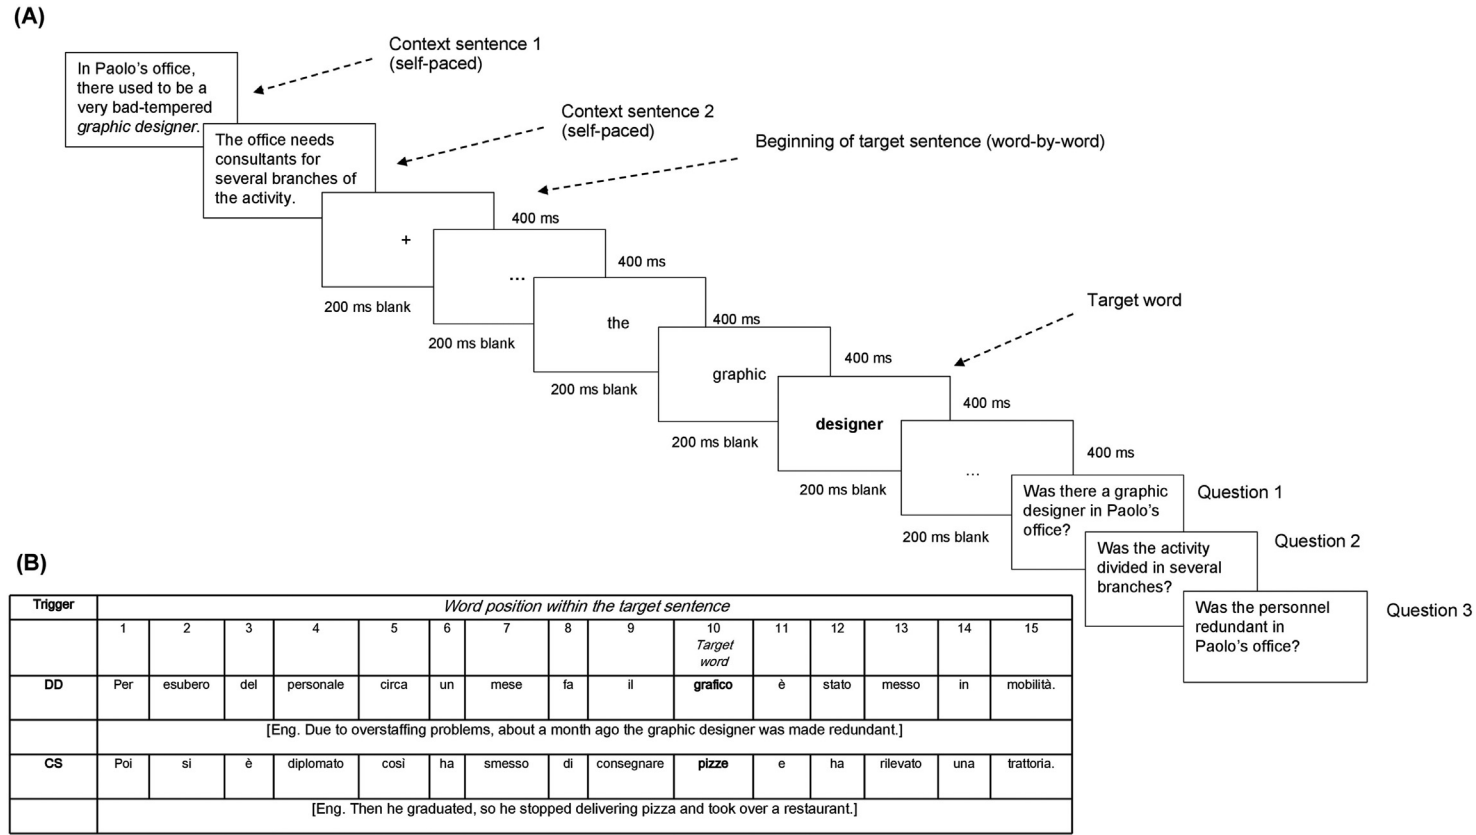 (A)
In Paolo's office,
there used to be a
very bad-tempered
graphic designer.
Context sentence 1
(self-paced)
The office needs
consultants for
several branches of
the activity.
Context sentence 2
(self-paced)
Beginning of target sentence (word-by-word)
+
400 ms
200 ms blank
...
400 ms
200 ms blank
the
400 ms
200 ms blank
graphic
400 ms
200 ms blank
Target word
designer
400 ms
200 ms blank
...
400 ms
200 ms blank
Was there a graphic
designer in Paolo's
office?
Question 1
Was the activity
divided in several
branches?
Question 2
Was the personnel
redundant in
Paolo's office?
Question 3
(B)
Trigger Word position within the target sentence
1 2 3 4 5 6 7 8 9 10 11 12 13 14 15
Target
word
DD Per esubero del personale circa un mese fa il grafico è stato messo in mobilità.
[Eng. Due to overstaffing problems, about a month ago the graphic designer was made redundant.]
CS Poi si è diplomato così ha smesso di consegnare pizze e ha rilevato una trattoria.
[Eng. Then he graduated, so he stopped delivering pizza and took over a restaurant.]